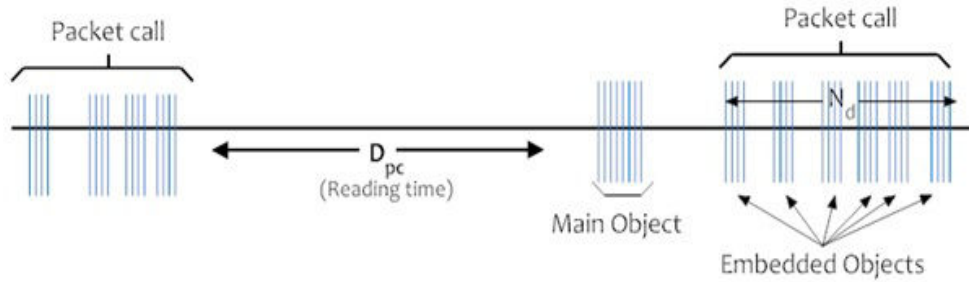 Packet call
Packet call
N_d
D_pc
(Reading time)
Main Object
Embedded Objects